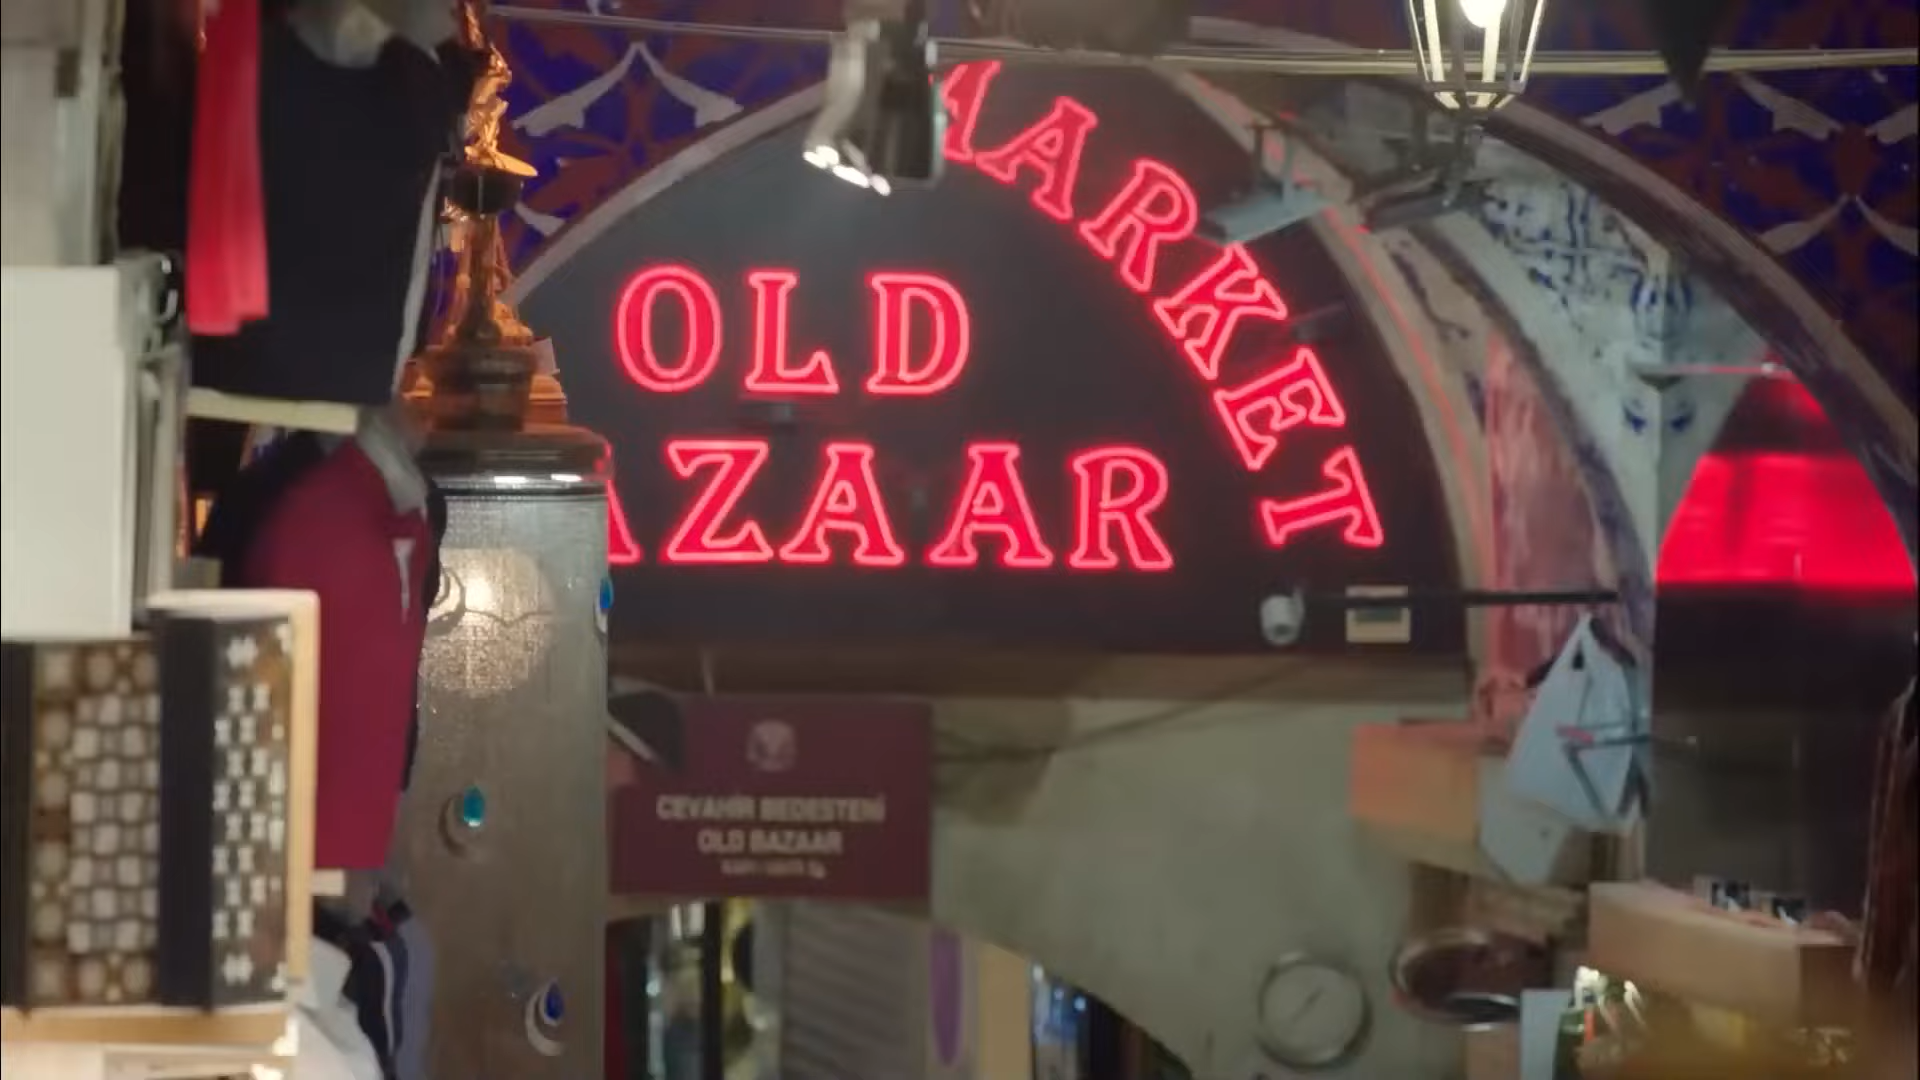 MARKET
OLD
AZAAR
CEVAHİR BEDESTENİ
OLD BAZAAR